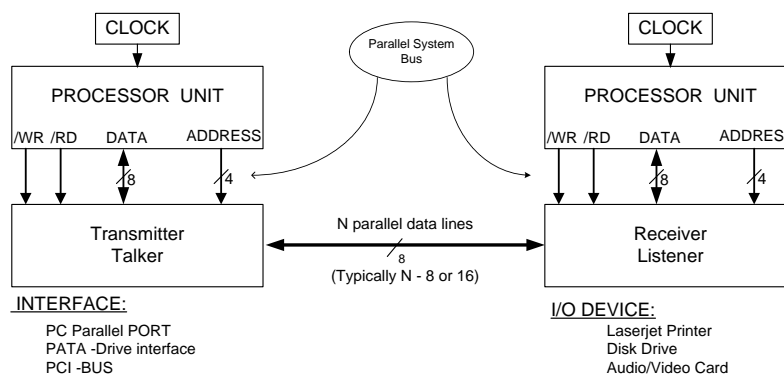 CLOCK
Parallel System
Bus
CLOCK
PROCESSOR UNIT
/WR /RD DATA ADDRESS
8
4
PROCESSOR UNIT
/WR /RD DATA ADDRES
8
4
Transmitter
Talker
N parallel data lines
8
(Typically N - 8 or 16)
Receiver
Listener
INTERFACE:
PC Parallel PORT
PATA -Drive interface
PCI -BUS
I/O DEVICE:
Laserjet Printer
Disk Drive
Audio/Video Card